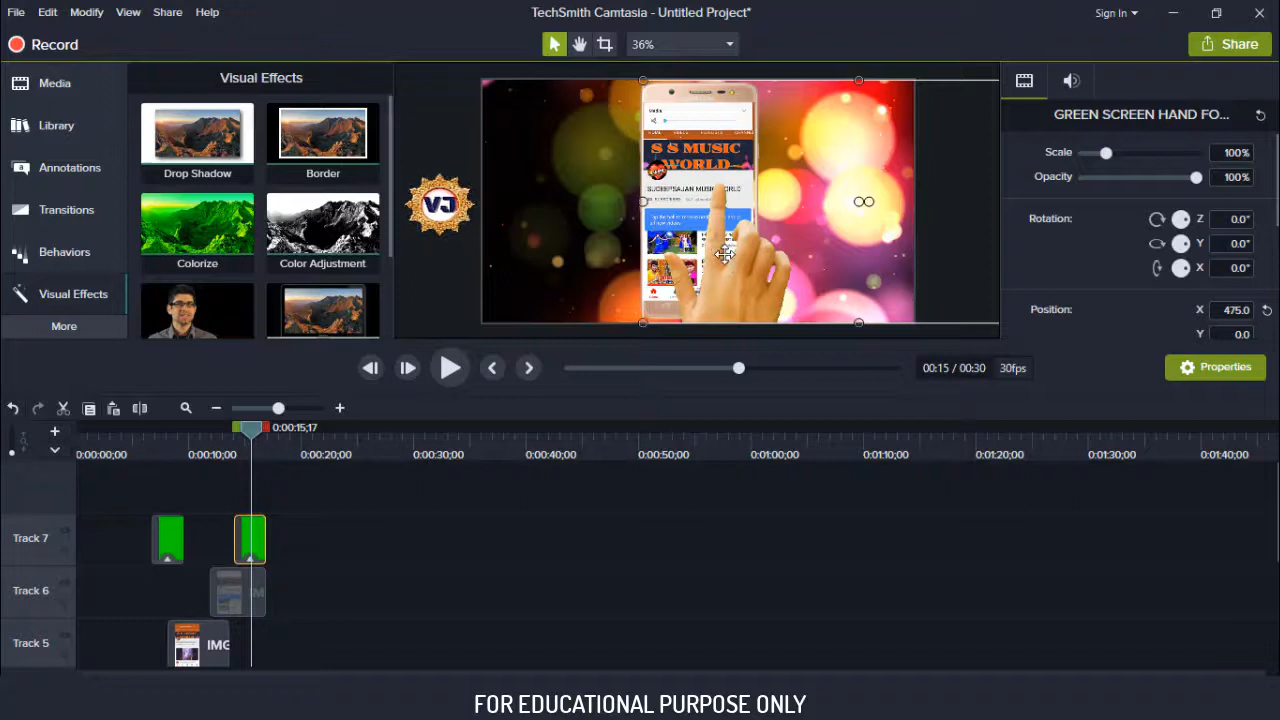 File Edit Modify View Share Help
TechSmith Camtasia - Untitled Project*
Sign In
Record
36%
Share
Media
Library
Annotations
Transitions
Behaviors
Visual Effects
More
Visual Effects
Drop Shadow
Border
Colorize
Color Adjustment
VJ
Media
S S MUSIC
WORLD
GREEN SCREEN HAND FO...
Scale 100%
Opacity 100%
Rotation: Z 0.0°
Y 0.0°
X 0.0°
Position: X 475.0
Y 0.0
00:15 / 00:30 30fps
Properties
0:00:15;17
0:00:00;00 0:00:10;00 0:00:20;00 0:00:30;00 0:00:40;00 0:00:50;00 0:01:00;00 0:01:10;00 0:01:20;00 0:01:30;00 0:01:40;00
Track 7
Track 6
Track 5
IMG
FOR EDUCATIONAL PURPOSE ONLY